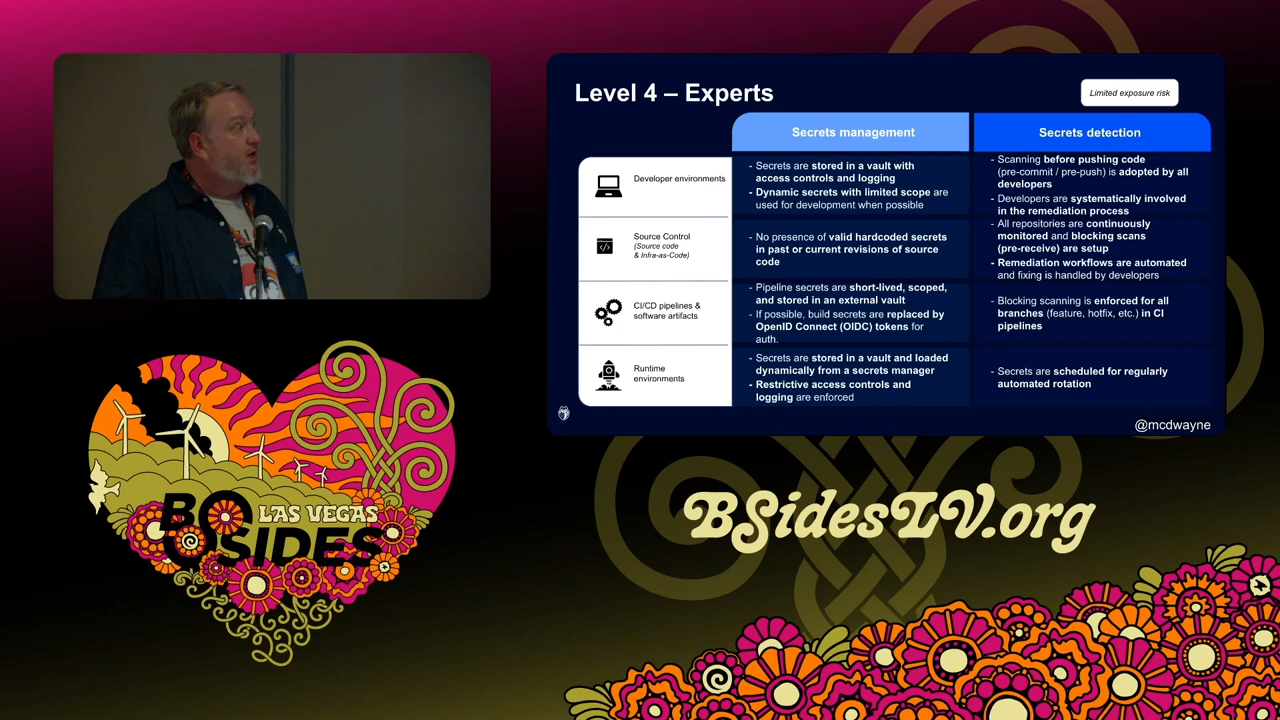 Level 4 – Experts
Limited exposure risk
Secrets management
Secrets detection
Developer environments
- Secrets are stored in a vault with
access controls and logging
- Dynamic secrets with limited scope are
used for development when possible
- Scanning before pushing code
(pre-commit / pre-push) is adopted by all
developers
- Developers are systematically involved
in the remediation process
Source Control
(Source code
& Infra-as-Code)
- No presence of valid hardcoded secrets
in past or current revisions of source
code
- All repositories are continuously
monitored and blocking scans
(pre-receive) are setup
- Remediation workflows are automated
and fixing is handled by developers
CI/CD pipelines &
software artifacts
- Pipeline secrets are short-lived, scoped,
and stored in an external vault
- If possible, build secrets are replaced by
OpenID Connect (OIDC) tokens for
auth.
- Blocking scanning is enforced for all
branches (feature, hotfix, etc.) in CI
pipelines
Runtime
environments
- Secrets are stored in a vault and loaded
dynamically from a secrets manager
- Restrictive access controls and
logging are enforced
- Secrets are scheduled for regularly
automated rotation
@mcdwayne
LAS VEGAS
BSIDES
BSidesLV.org